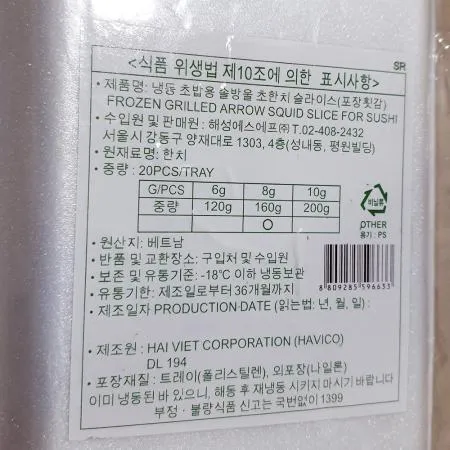 SR
<식품 위생법 제10조에 의한 표시사항>
• 제품명: 냉동 초밥용 솔방울 초한치 슬라이스(포장횟감)
FROZEN GRILLED ARROW SQUID SLICE FOR SUSHI
• 수입원 및 판매원 : 해성에스에프㈜ T.02-408-2432
서울시 강동구 양재대로 1303, 4층(성내동, 평원빌딩)
• 원재료명: 한치
• 중량 : 20PCS/TRAY
G/PCS 6g 8g 10g
중량 120g 160g 200g
O
비닐류
OTHER
용기 : PS
• 원산지: 베트남
• 반품 및 교환장소: 구입처 및 수입원
• 보존 및 유통기준: -18℃ 이하 냉동보관
• 유통기한: 제조일로부터 36개월까지
8 809285 596633
• 제조일자 PRODUCTION DATE (읽는법: 년, 월, 일) :
• 제조원 : HAI VIET CORPORATION (HAVICO)
DL 194
• 포장재질 : 트레이(폴리스틸렌), 외포장(나일론)
이미 냉동된 바 있으니, 해동 후 재냉동 시키지 마시기 바랍니다
부정 · 불량식품 신고는 국번없이 1399